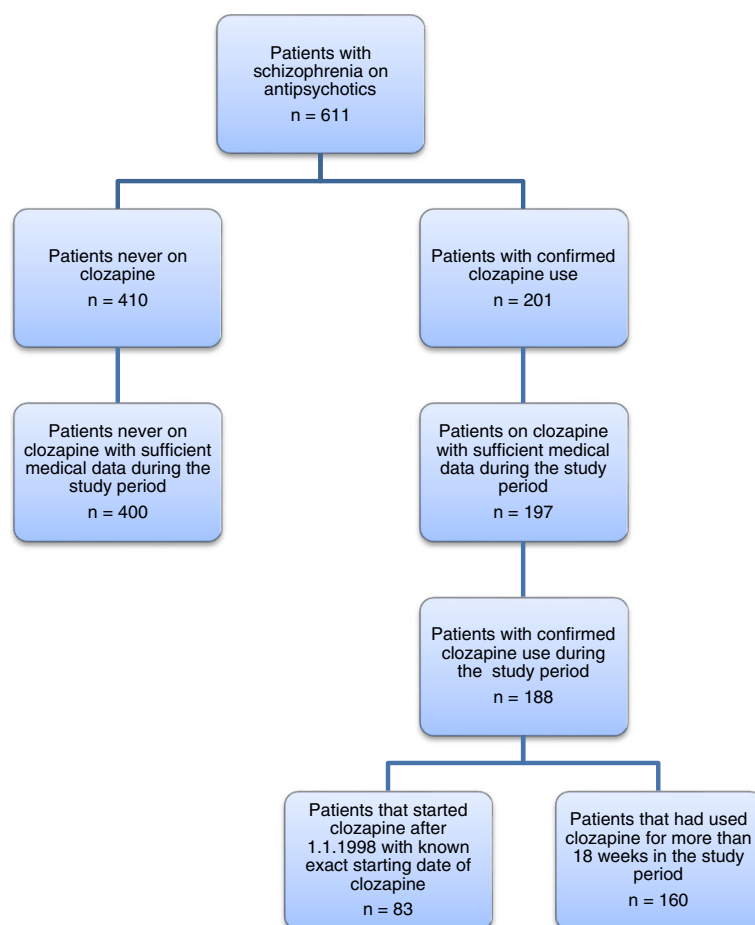 Patients with
schizophrenia on
antipsychotics
n = 611
Patients never on
clozapine
n = 410
Patients with confirmed
clozapine use
n = 201
Patients never on
clozapine with sufficient
medical data during the
study period
n = 400
Patients on clozapine
with sufficient medical
data during the study
period
n = 197
Patients with confirmed
clozapine use during
the study period
n = 188
Patients that started
clozapine after
1.1.1998 with known
exact starting date of
clozapine
n = 83
Patients that had used
clozapine for more than
18 weeks in the study
period
n = 160